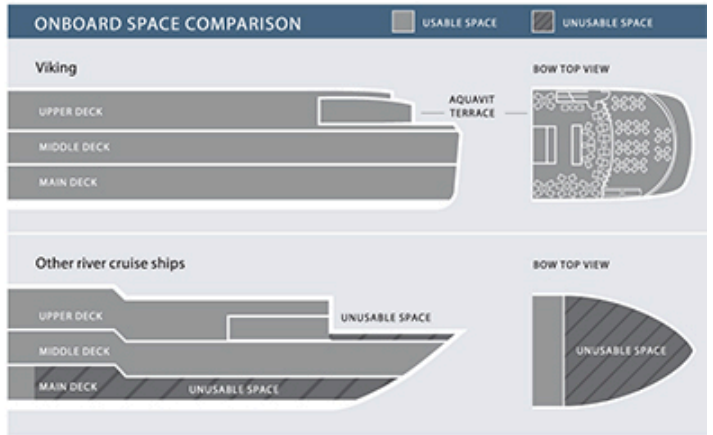 ONBOARD SPACE COMPARISON
USABLE SPACE
UNUSABLE SPACE
Viking
BOW TOP VIEW
UPPER DECK
AQUAVIT
TERRACE
MIDDLE DECK
MAIN DECK
Other river cruise ships
BOW TOP VIEW
UPPER DECK
UNUSABLE SPACE
MIDDLE DECK
UNUSABLE SPACE
MAIN DECK
UNUSABLE SPACE